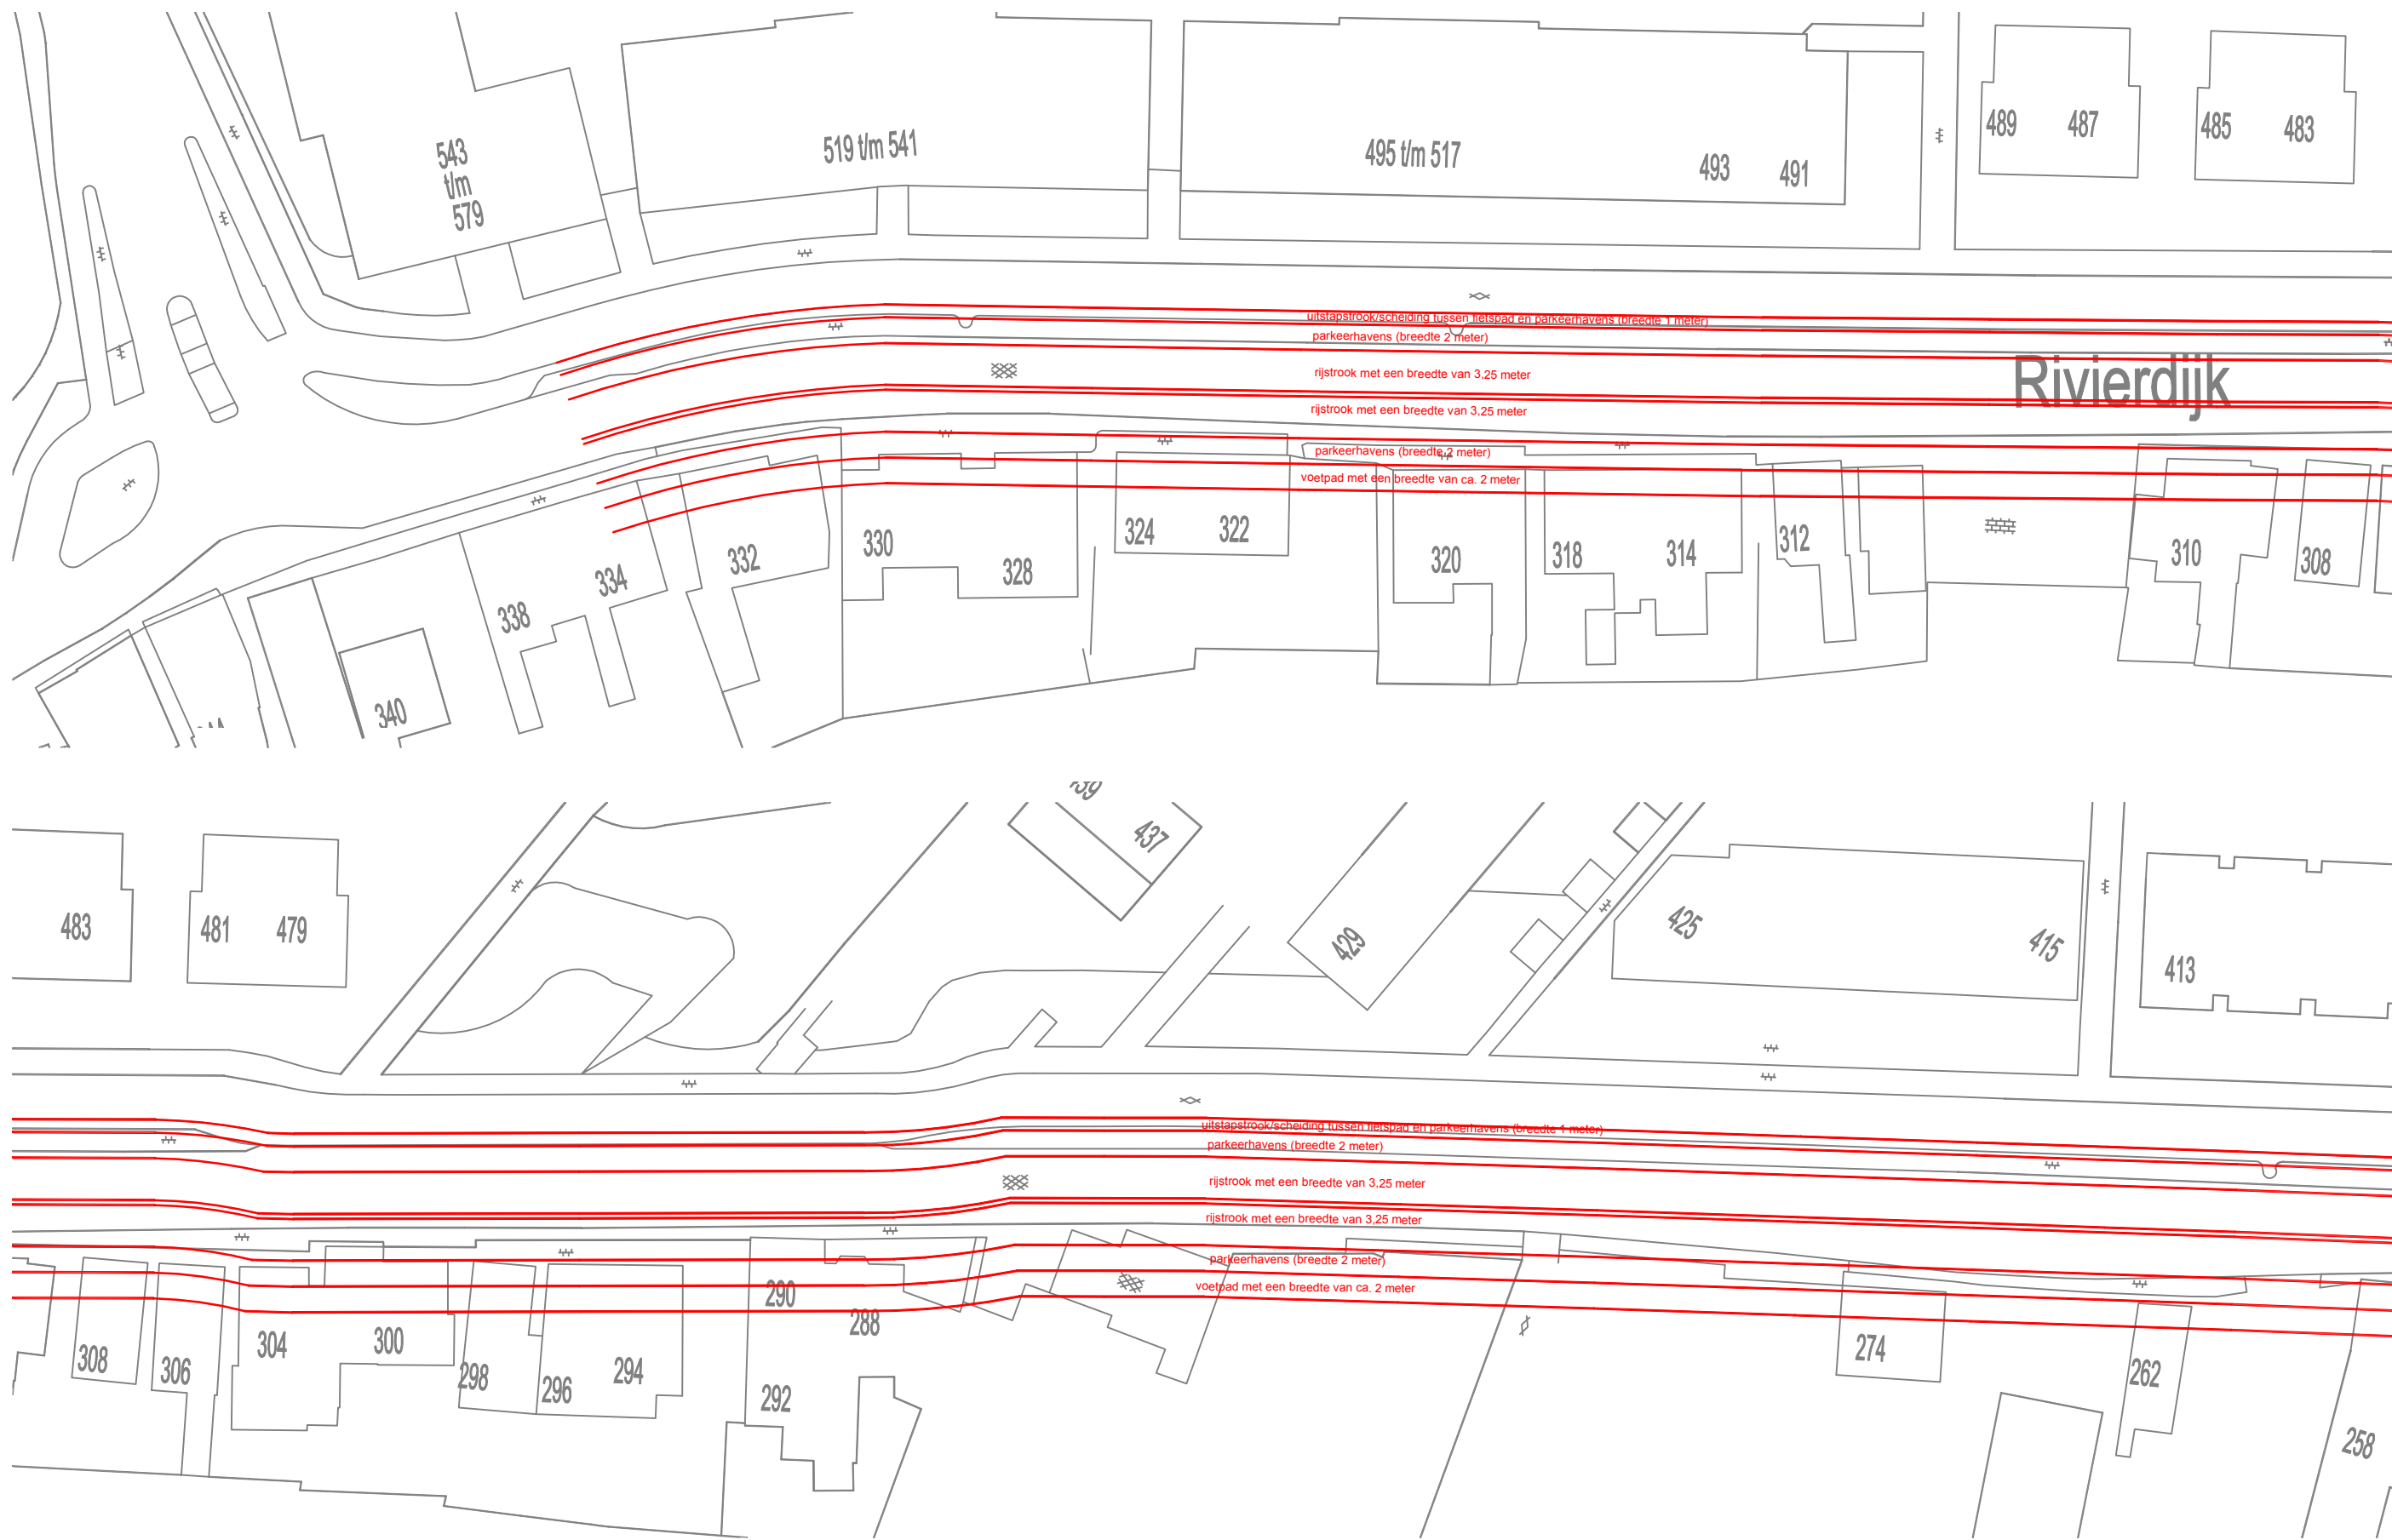 543
t/m
579
519 t/m 541
495 t/m 517
493
491
489
487
485
483
uitstapstrook/scheiding tussen fietspad en parkeerhavens (breedte 1 meter)
parkeerhavens (breedte 2 meter)
rijstrook met een breedte van 3,25 meter
Rivierdijk
rijstrook met een breedte van 3,25 meter
parkeerhavens (breedte 2 meter)
voetpad met een breedte van ca. 2 meter
340
338
334
332
330
328
324
322
320
318
314
312
310
308
483
481
479
437
429
425
415
413
uitstapstrook/scheiding tussen fietspad en parkeerhavens (breedte 1 meter)
parkeerhavens (breedte 2 meter)
rijstrook met een breedte van 3,25 meter
rijstrook met een breedte van 3,25 meter
parkeerhavens (breedte 2 meter)
voetpad met een breedte van ca. 2 meter
308
306
304
300
298
296
294
292
290
288
274
262
258